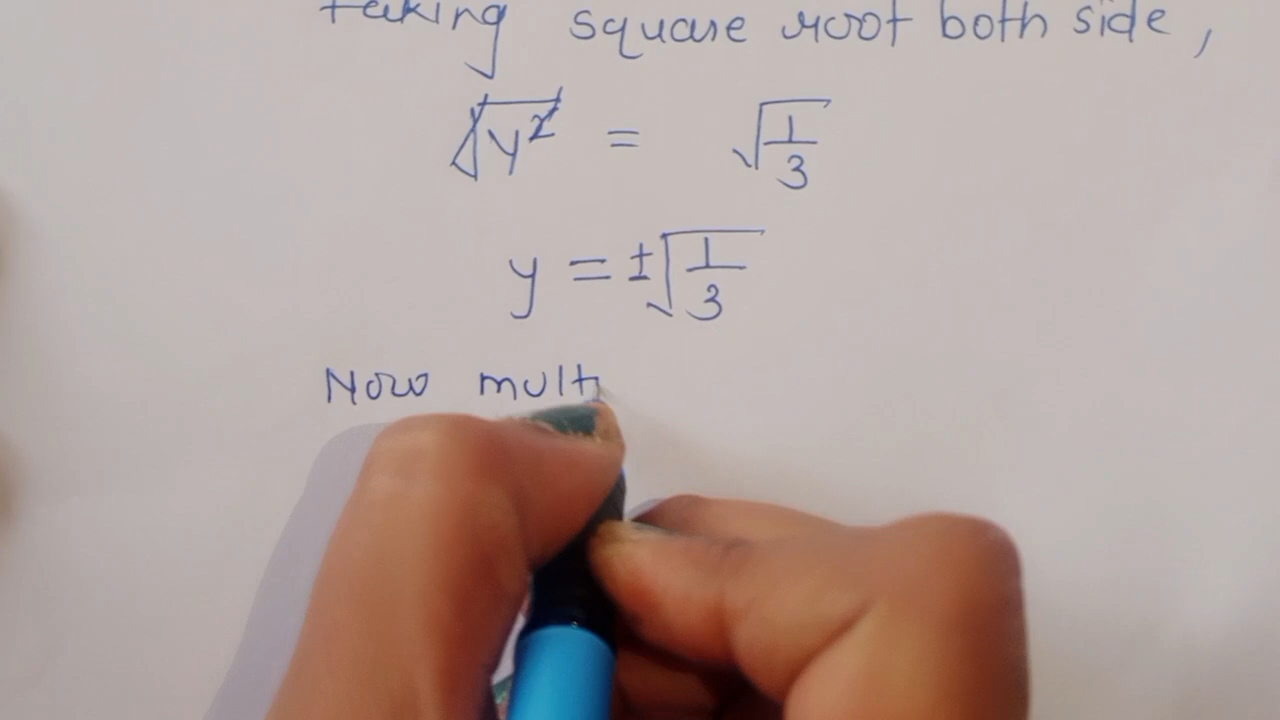 taking square root both side,
√y² = √1/3
y = ±√1/3
Now mult